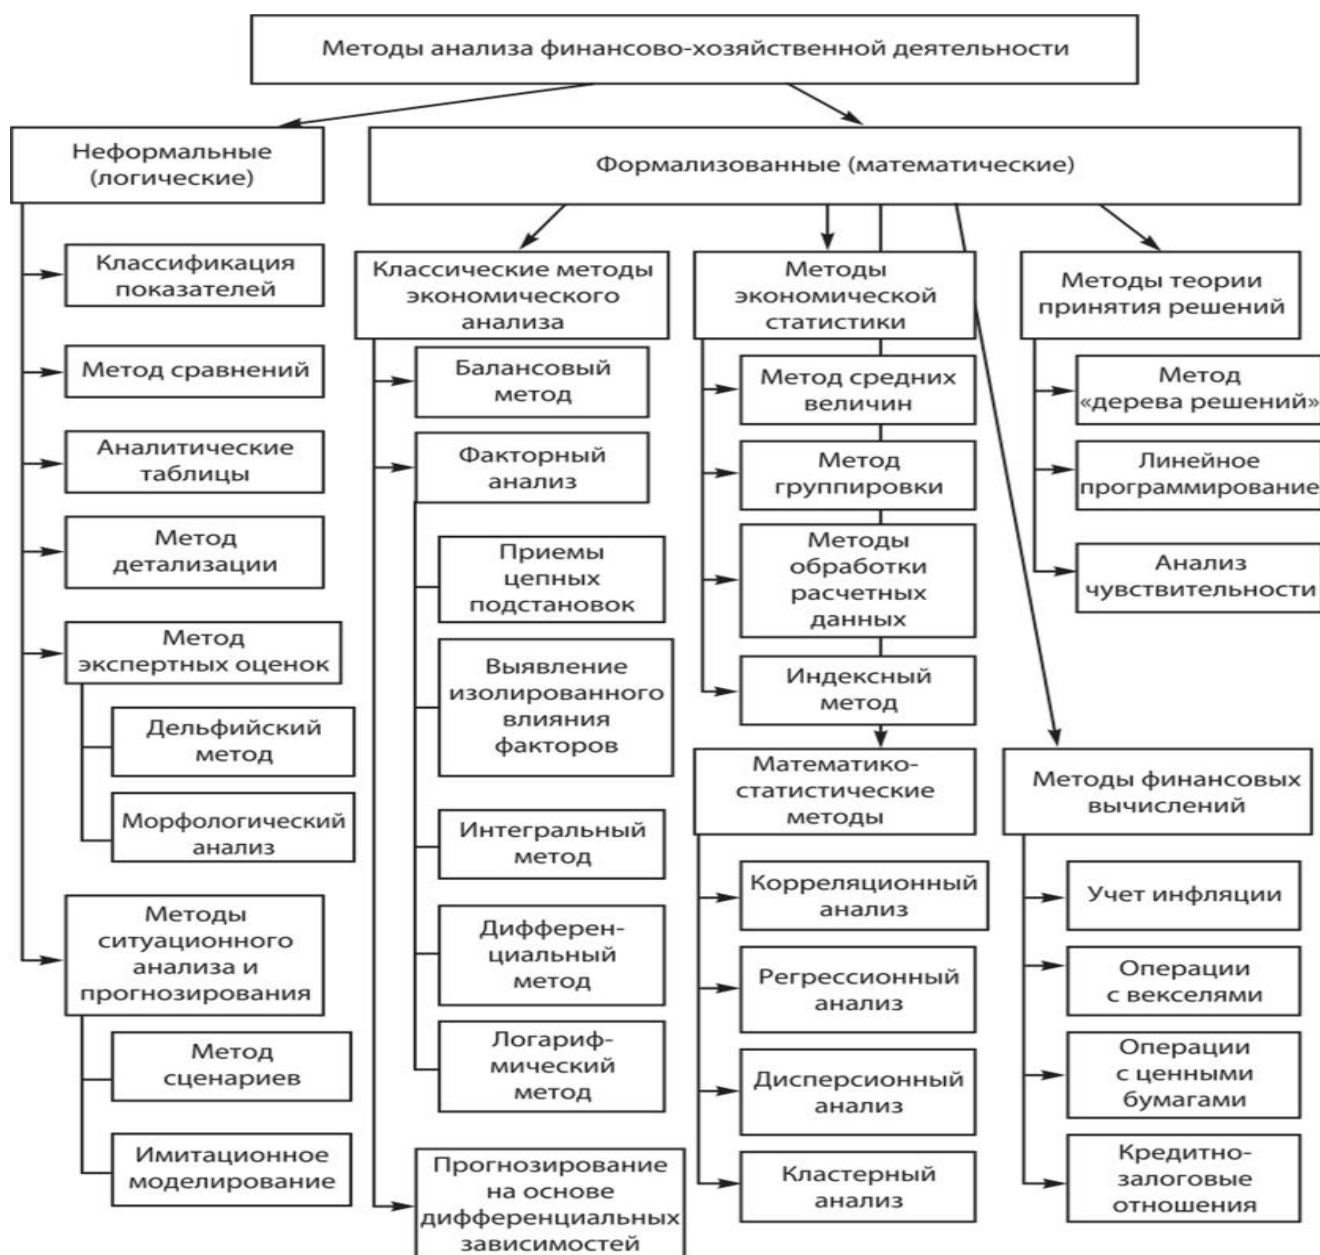 Методы анализа финансово-хозяйственной деятельности
Неформальные
(логические)
Формализованные (математические)
Классификация
показателей
Метод сравнений
Аналитические
таблицы
Метод
детализации
Метод
экспертных оценок
Дельфийский
метод
Морфологический
анализ
Методы
ситуационного
анализа и
прогнозирования
Метод
сценариев
Имитационное
моделирование
Классические методы
экономического
анализа
Балансовый
метод
Факторный
анализ
Приемы
цепных
подстановок
Выявление
изолированного
влияния
факторов
Интегральный
метод
Дифферен-
циальный
метод
Логариф-
мический
метод
Прогнозирование
на основе
дифференциальных
зависимостей
Методы
экономической
статистики
Метод средних
величин
Метод
группировки
Методы
обработки
расчетных
данных
Индексный
метод
Математико-
статистические
методы
Корреляционный
анализ
Регрессионный
анализ
Дисперсионный
анализ
Кластерный
анализ
Методы теории
принятия решений
Метод
«дерева решений»
Линейное
программирование
Анализ
чувствительности
Методы финансовых
вычислений
Учет инфляции
Операции
с векселями
Операции
с ценными
бумагами
Кредитно-
залоговые
отношения